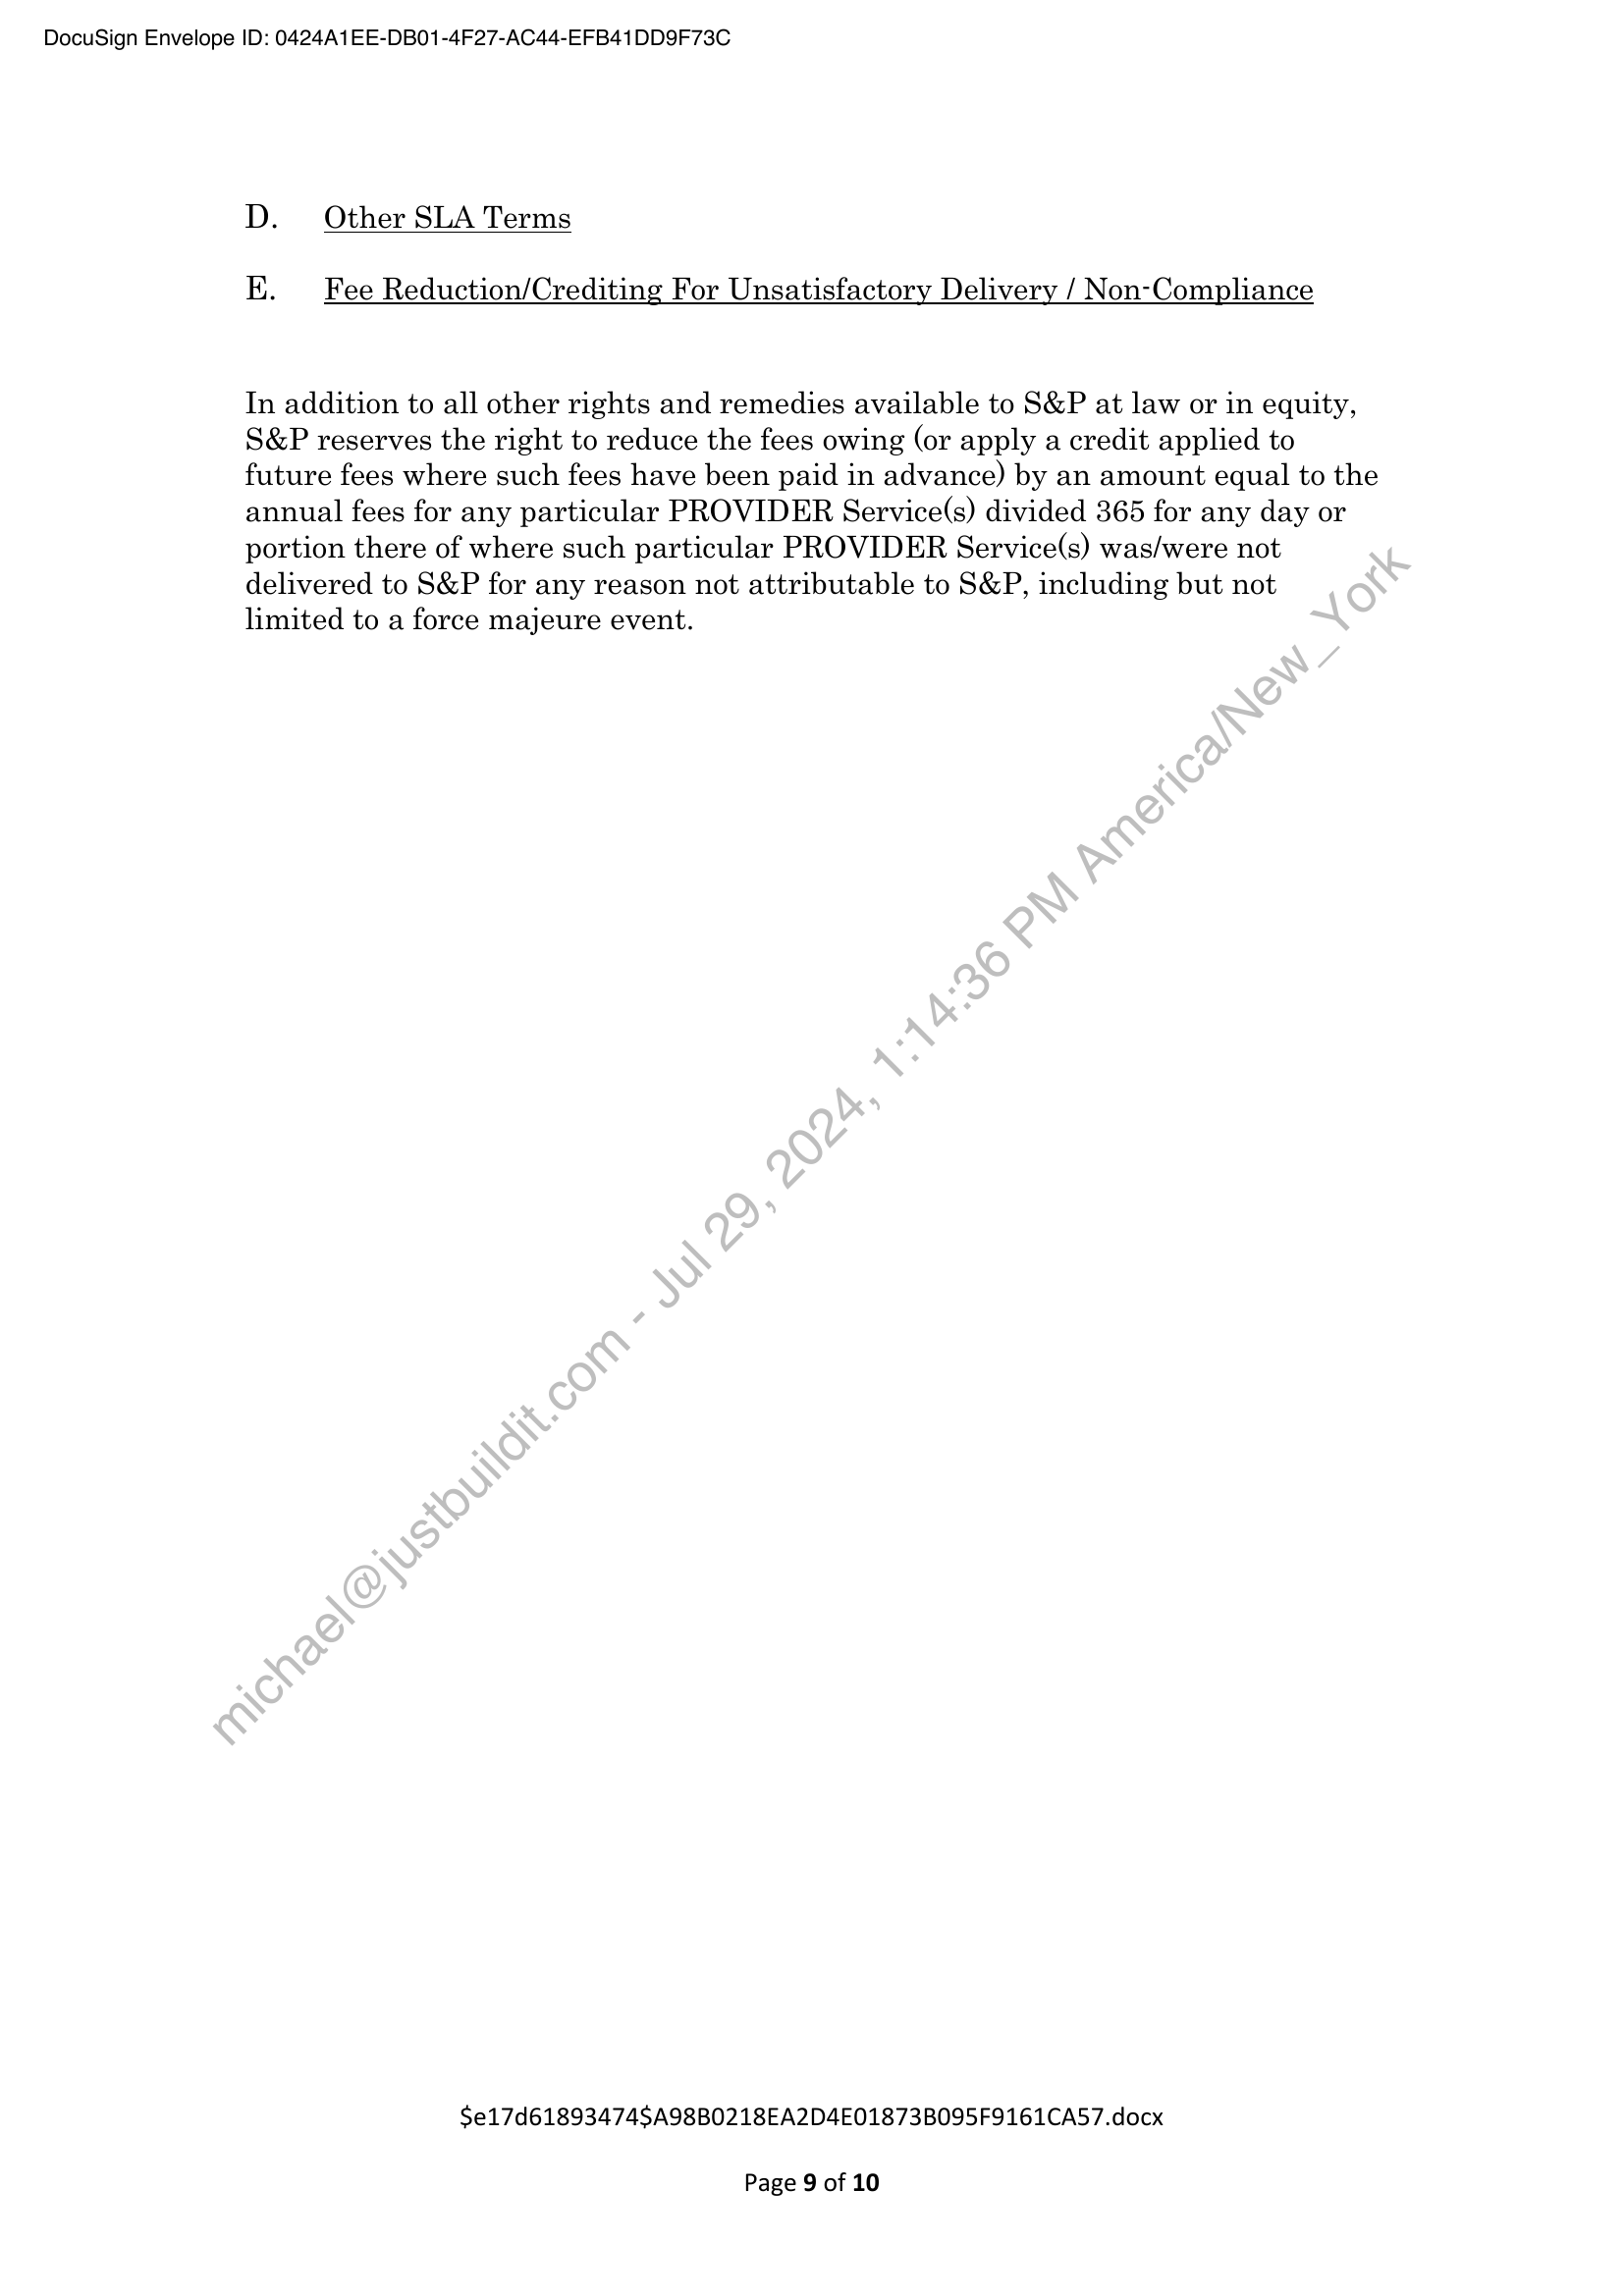 DocuSign Envelope ID: 0424A1EE-DB01-4F27-AC44-EFB41DD9F73C
D. Other SLA Terms
E. Fee Reduction/Crediting For Unsatisfactory Delivery / Non-Compliance
In addition to all other rights and remedies available to S&P at law or in equity,
S&P reserves the right to reduce the fees owing (or apply a credit applied to
future fees where such fees have been paid in advance) by an amount equal to the
annual fees for any particular PROVIDER Service(s) divided 365 for any day or
portion there of where such particular PROVIDER Service(s) was/were not
delivered to S&P for any reason not attributable to S&P, including but not
limited to a force majeure event.
michael@justbuildit.com - Jul 29, 2024, 1:14:36 PM America/New_York
$e17d61893474$A98B0218EA2D4E01873B095F9161CA57.docx
Page 9 of 10